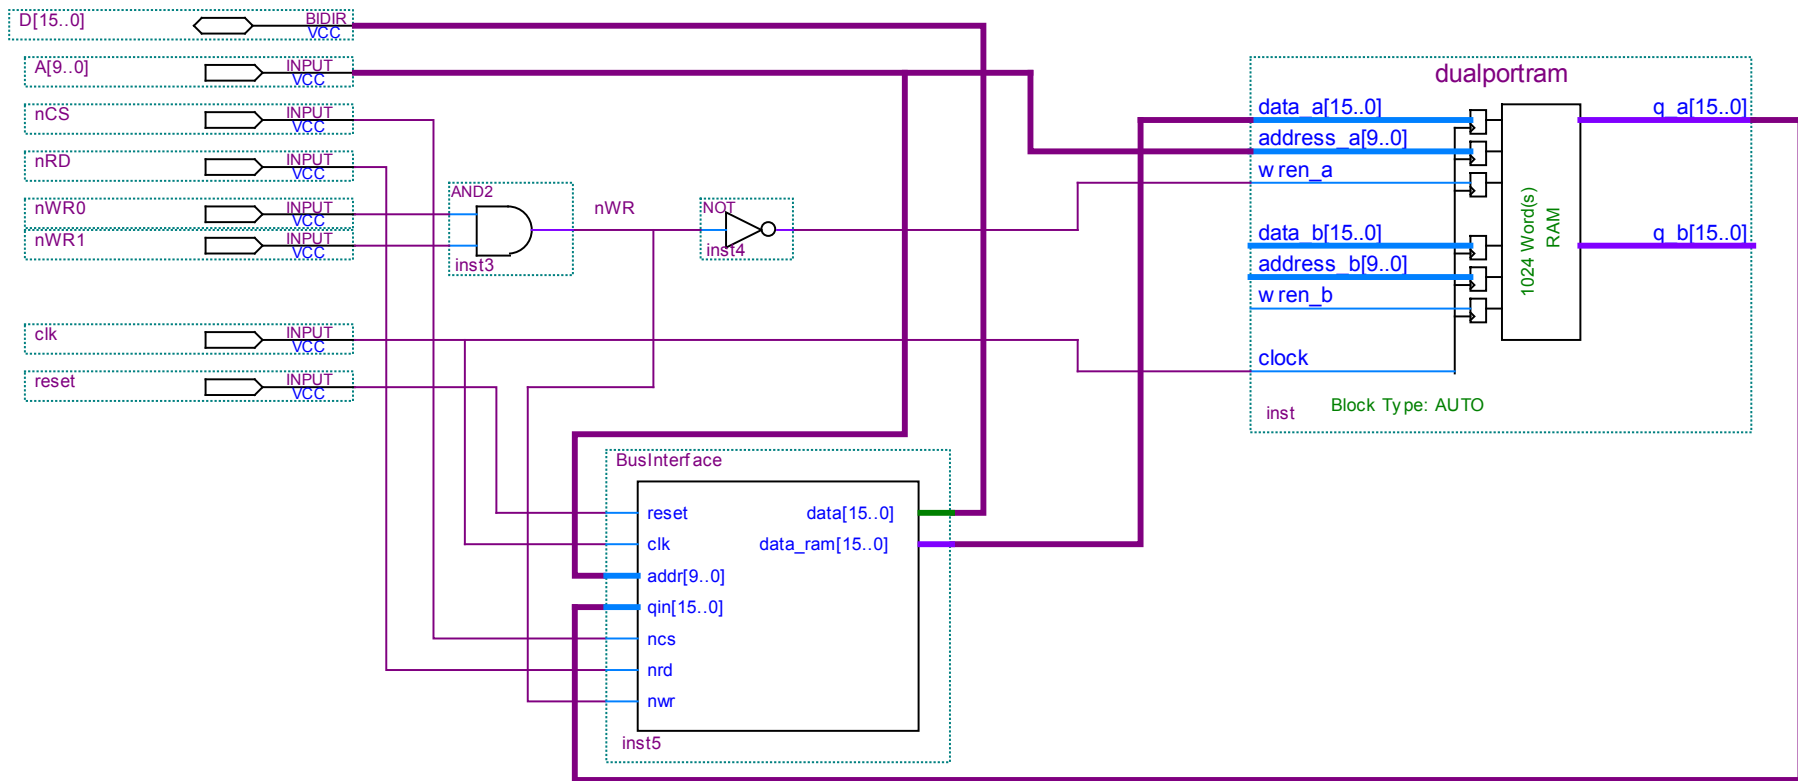 D[15..0]
BIDIR
VCC
A[9..0]
INPUT
VCC
nCS
INPUT
VCC
nRD
INPUT
VCC
nWR0
INPUT
VCC
nWR1
INPUT
VCC
clk
INPUT
VCC
reset
INPUT
VCC
AND2
inst3
nWR
NOT
inst4
BusInterface
reset
clk
addr[9..0]
qin[15..0]
ncs
nrd
nwr
data[15..0]
data_ram[15..0]
inst5
dualportram
data_a[15..0]
address_a[9..0]
wren_a
data_b[15..0]
address_b[9..0]
wren_b
clock
1024 Word(s)
RAM
q_a[15..0]
q_b[15..0]
inst
Block Type: AUTO